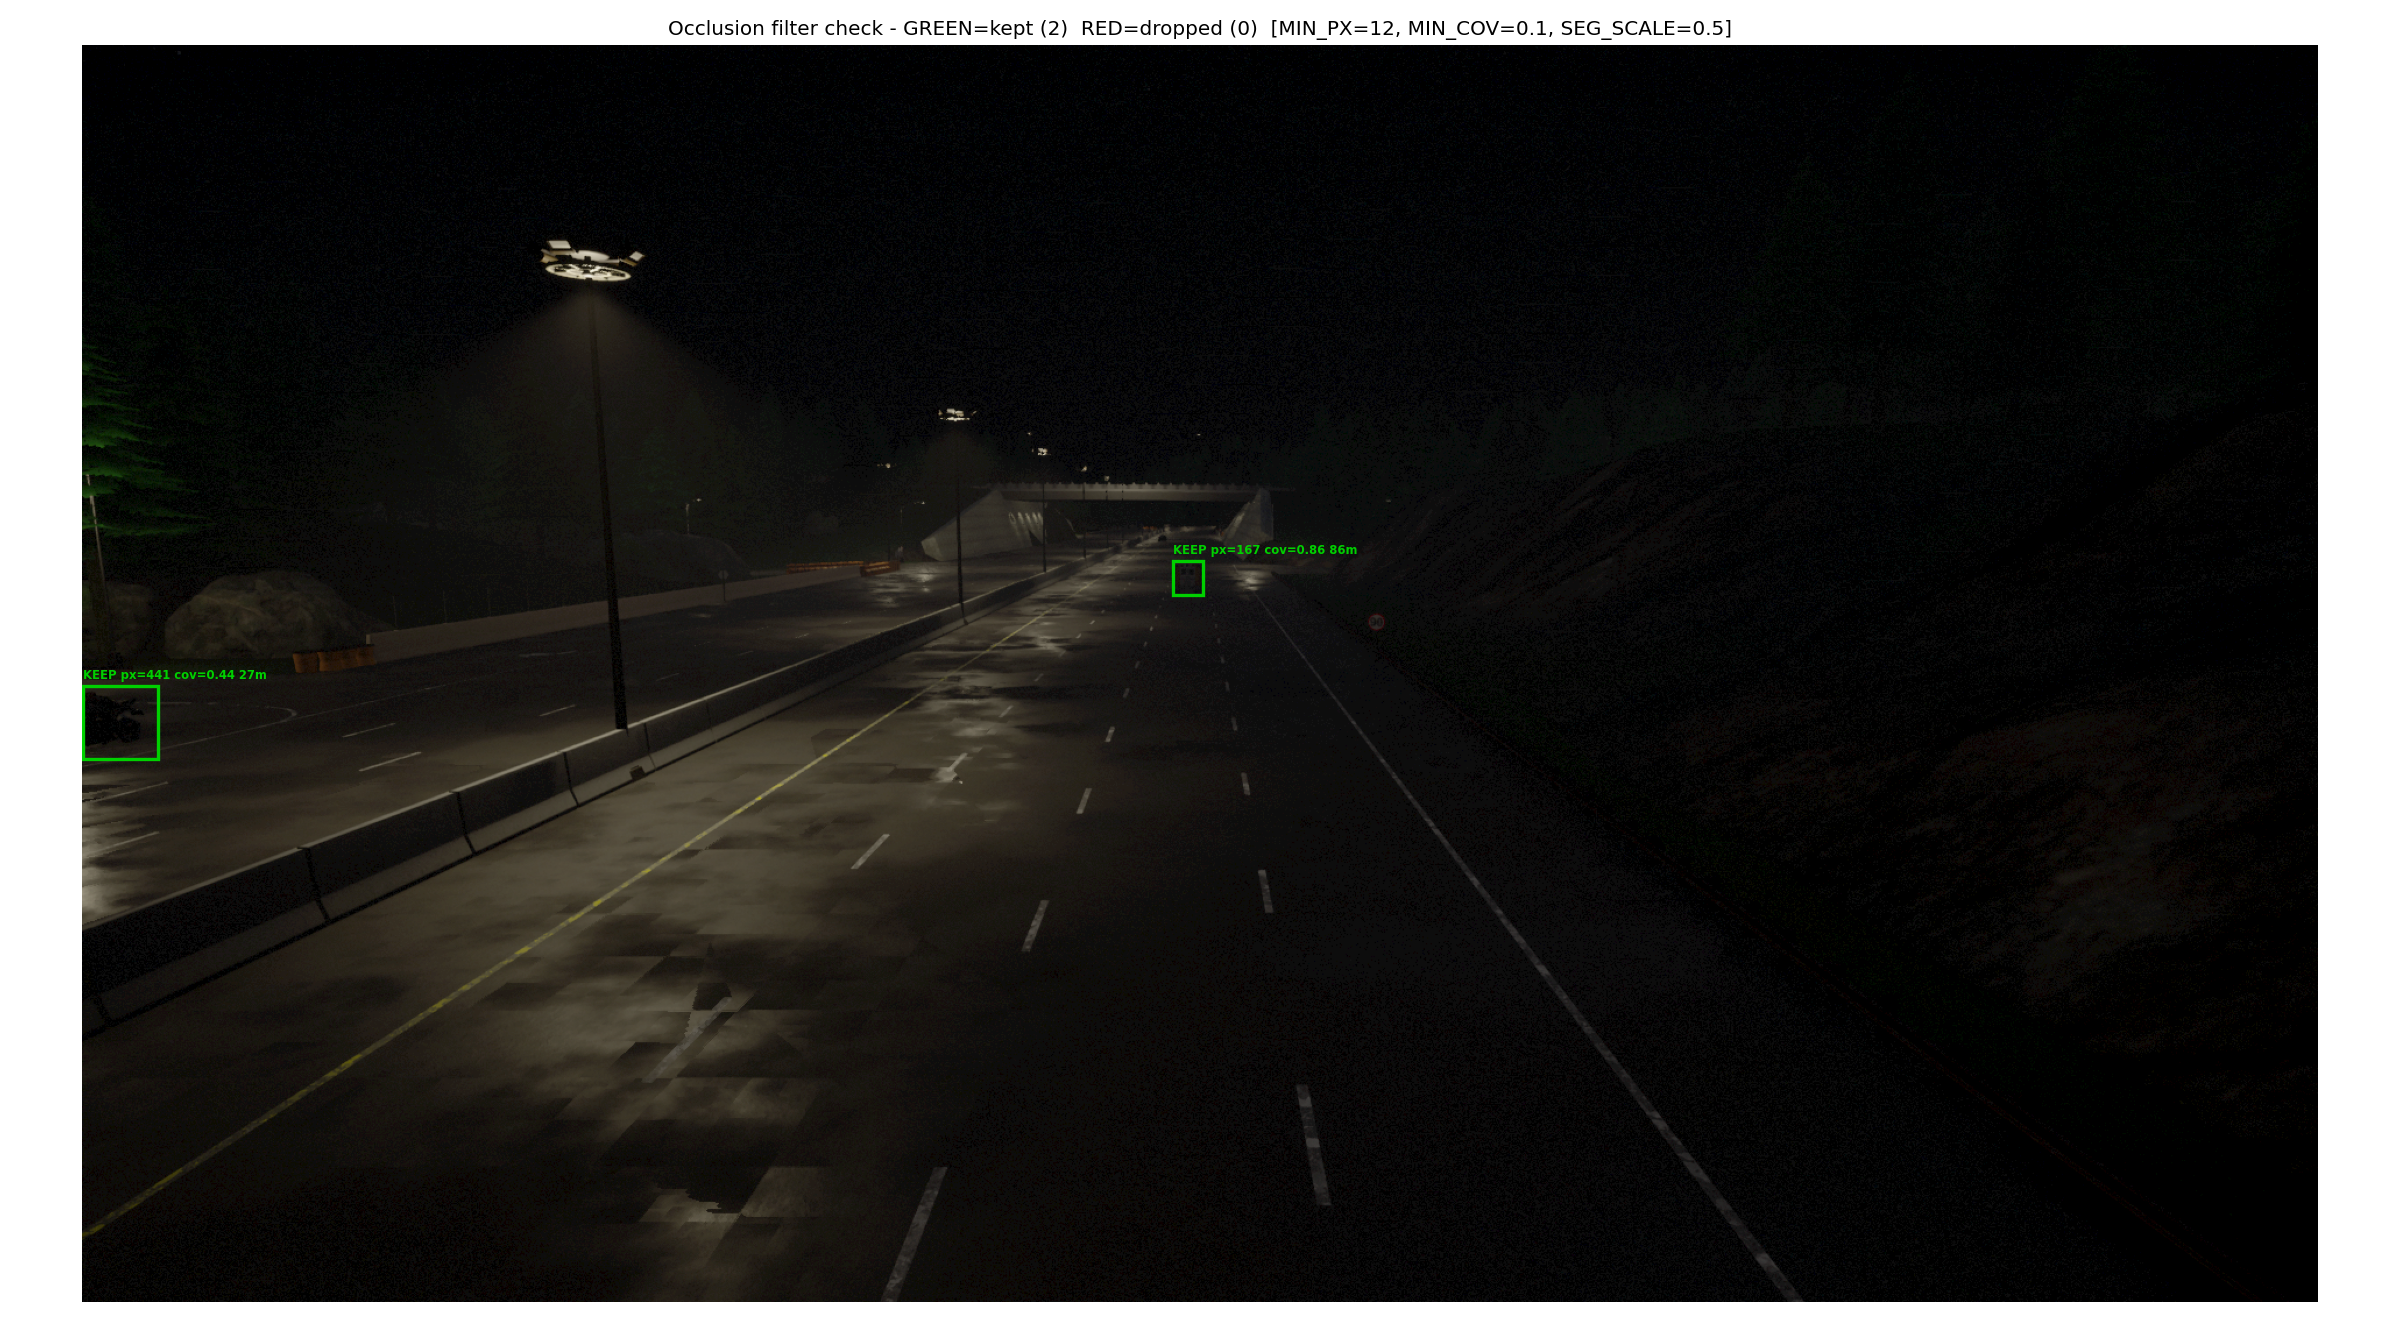 Occlusion filter check - GREEN=kept (2)  RED=dropped (0)  [MIN_PX=12, MIN_COV=0.1, SEG_SCALE=0.5]
KEEP px=167 cov=0.86 86m
KEEP px=441 cov=0.44 27m